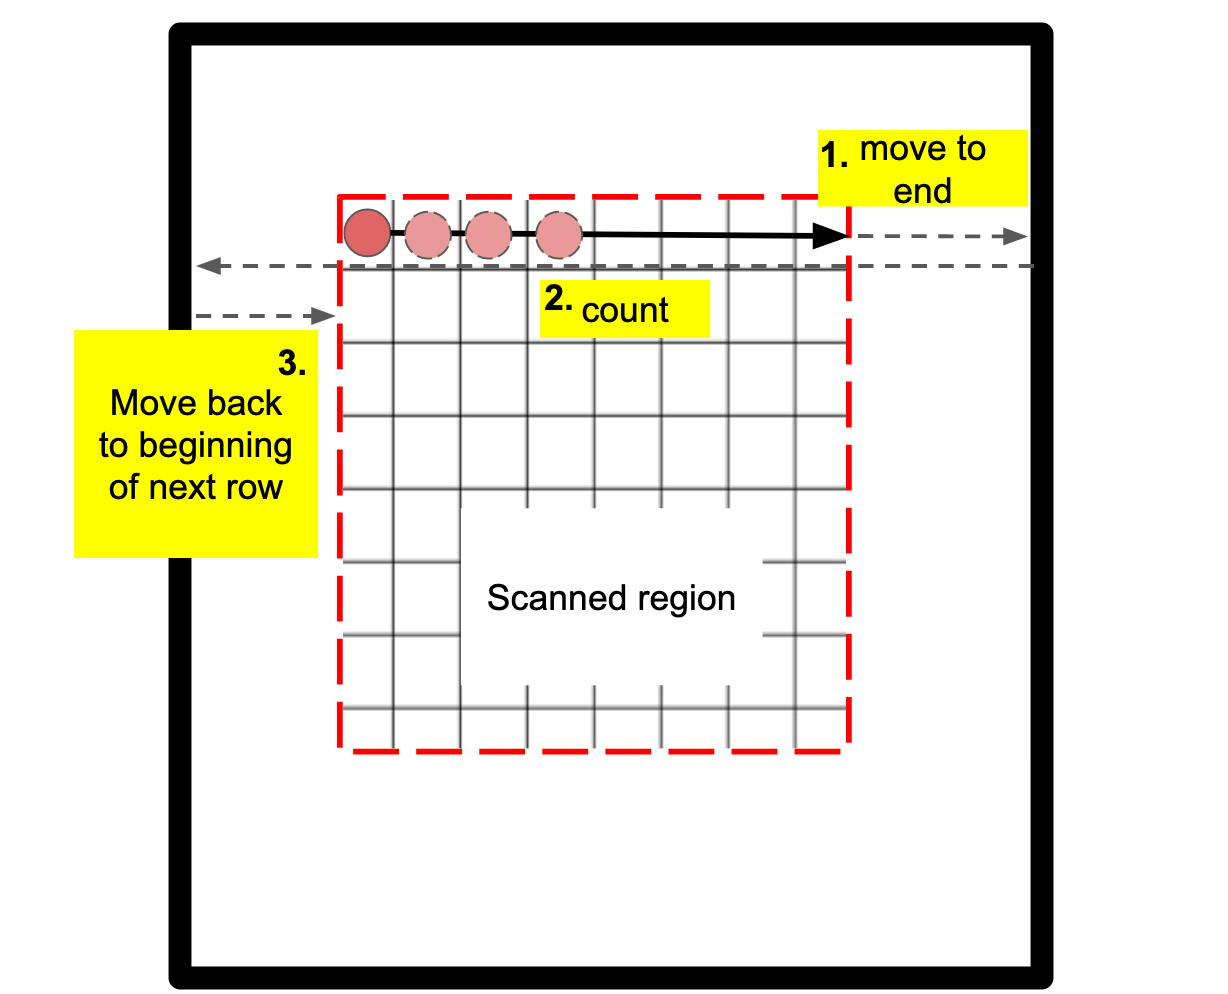 1. move to
end
2. count
3.
Move back
to beginning
of next row
Scanned region